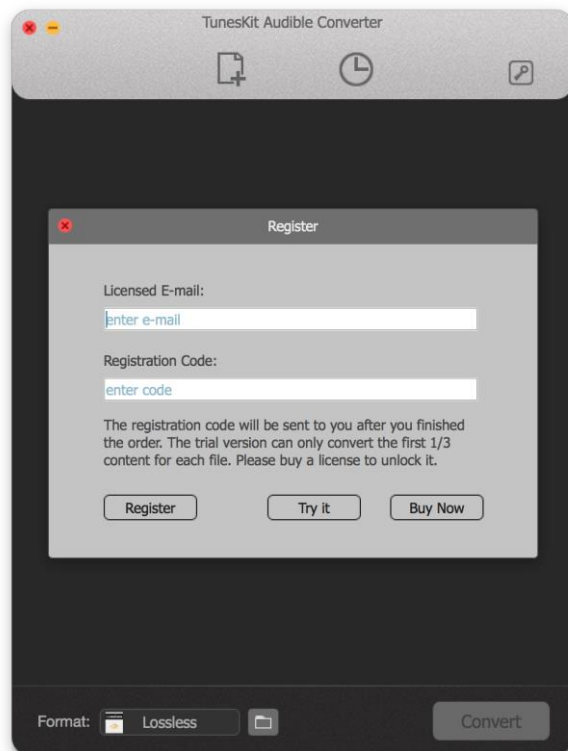 TunesKit Audible Converter
Register
Licensed E-mail:
enter e-mail
Registration Code:
enter code
The registration code will be sent to you after you finished
the order. The trial version can only convert the first 1/3
content for each file. Please buy a license to unlock it.
Register Try it Buy Now
Format: Lossless Convert